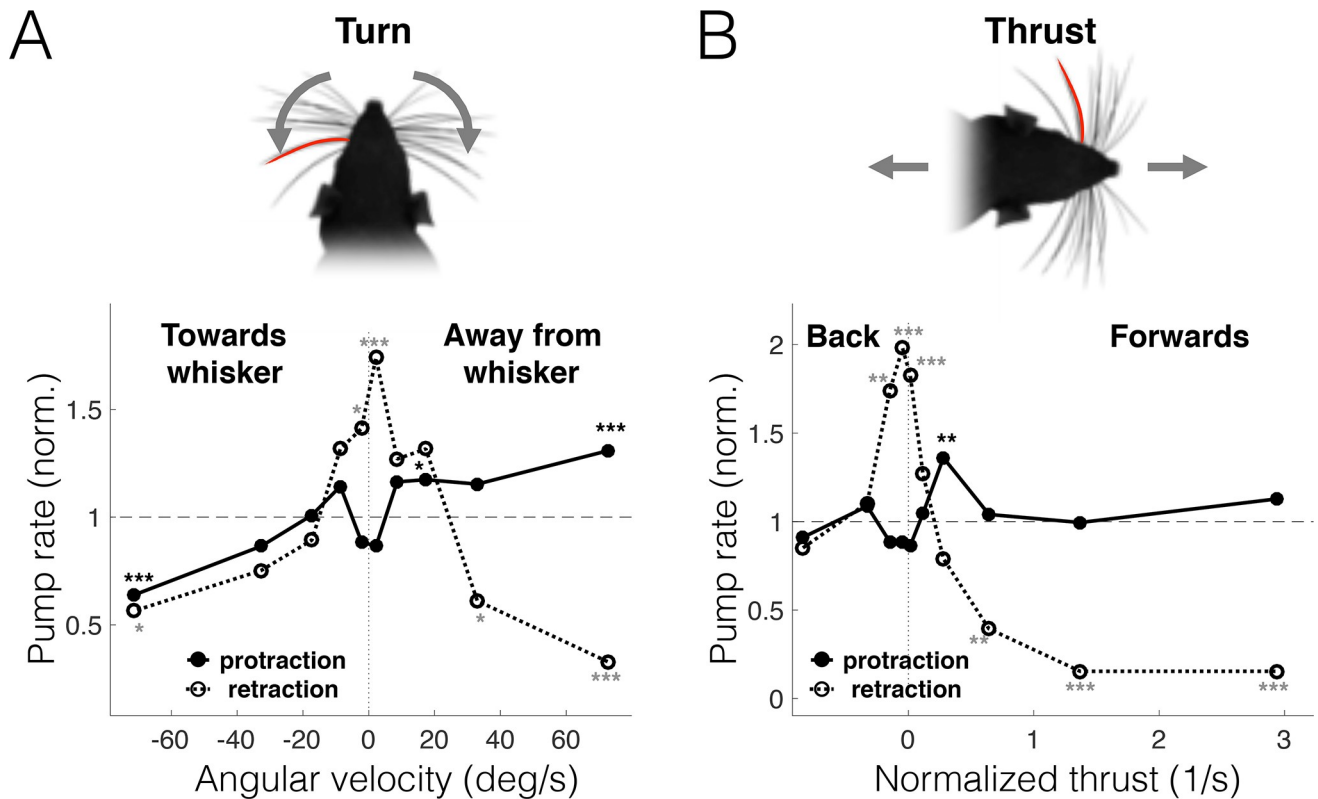 A
Turn
B
Thrust
Towards
whisker
Away from
whisker
***
*
***
*
*
***
*
***
1.5
1
0.5
Pump rate (norm.)
protraction
retraction
-60 -40 -20 0 20 40 60
Angular velocity (deg/s)
Back
Forwards
***
**
***
**
**
***
***
2
1.5
1
0.5
0
Pump rate (norm.)
protraction
retraction
0 1 2 3
Normalized thrust (1/s)